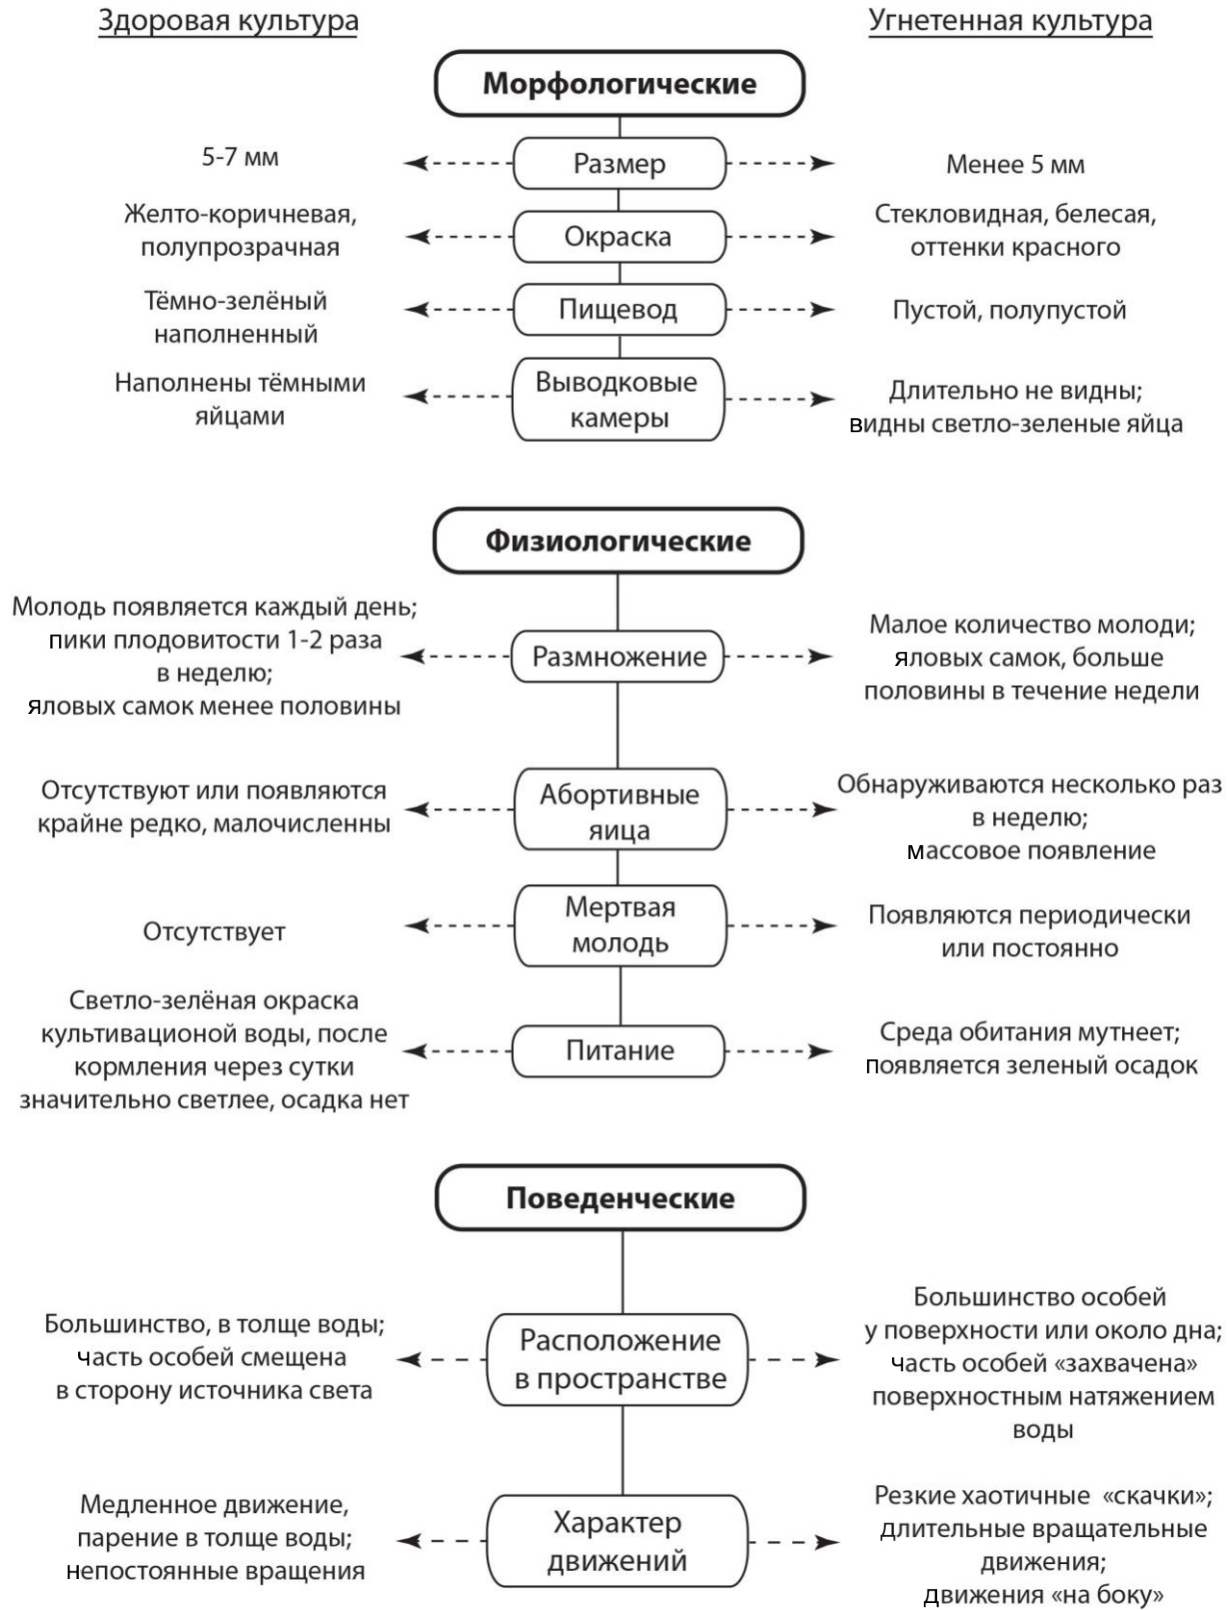 Здоровая культура
Угнетенная культура
Морфологические
5-7 мм
Размер
Менее 5 мм
Желто-коричневая,
полупрозрачная
Окраска
Стекловидная, белесая,
оттенки красного
Тёмно-зелёный
наполненный
Пищевод
Пустой, полупустой
Наполнены тёмными
яйцами
Выводковые
камеры
Длительно не видны;
видны светло-зеленые яйца
Физиологические
Молодь появляется каждый день;
пики плодовитости 1-2 раза
в неделю;
яловых самок менее половины
Размножение
Малое количество молоди;
яловых самок, больше
половины в течение недели
Отсутствуют или появляются
крайне редко, малочисленны
Абортивные
яица
Обнаруживаются несколько раз
в неделю;
массовое появление
Отсутствует
Мертвая
молодь
Появляются периодически
или постоянно
Светло-зелёная окраска
культивационой воды, после
кормления через сутки
значительно светлее, осадка нет
Питание
Среда обитания мутнеет;
появляется зеленый осадок
Поведенческие
Большинство, в толще воды;
часть особей смещена
в сторону источника света
Расположение
в пространстве
Большинство особей
у поверхности или около дна;
часть особей «захвачена»
поверхностным натяжением
воды
Медленное движение,
парение в толще воды;
непостоянные вращения
Характер
движений
Резкие хаотичные «скачки»;
длительные вращательные
движения;
движения «на боку»